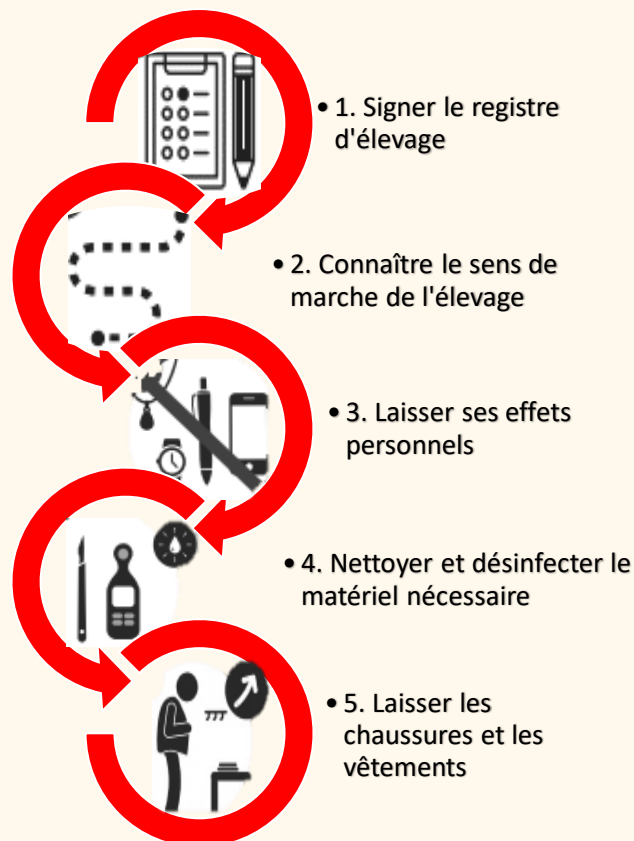 • 1. Signer le registre
d'élevage
• 2. Connaître le sens de
marche de l'élevage
• 3. Laisser ses effets
personnels
• 4. Nettoyer et désinfecter le
matériel nécessaire
• 5. Laisser les
chaussures et les
vêtements